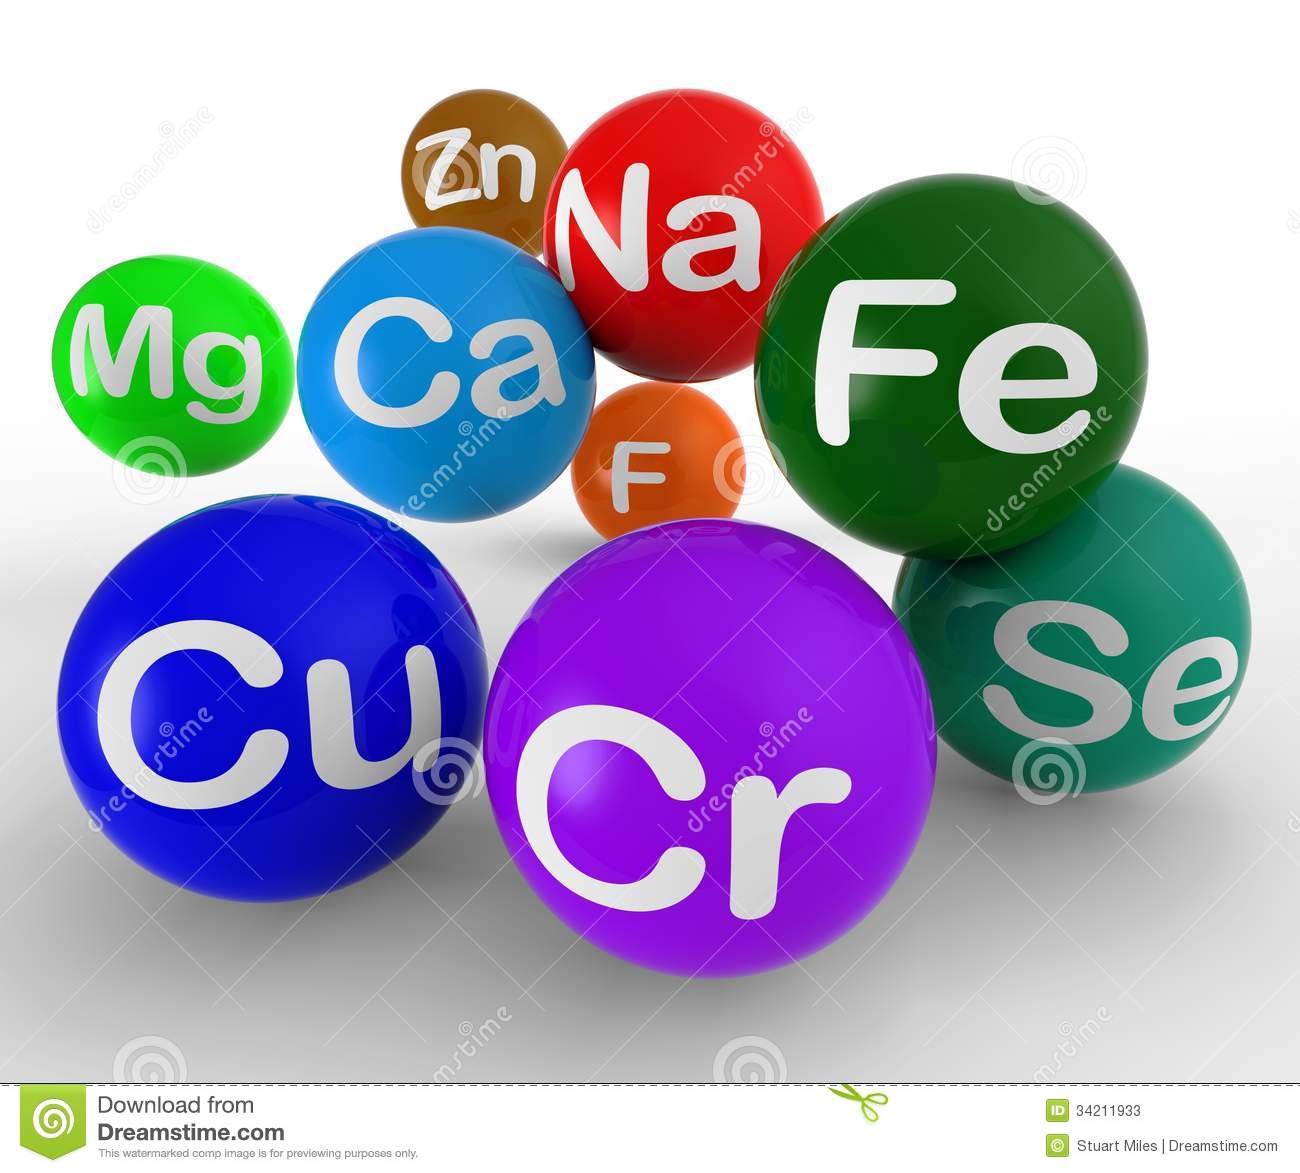 Zn
Na
Mg
Ca
Fe
F
Cu
Cr
Se
dreamstime
Download from
Dreamstime.com
This watermarked comp image is for previewing purposes only.
ID 34211933
© Stuart Miles | Dreamstime.com